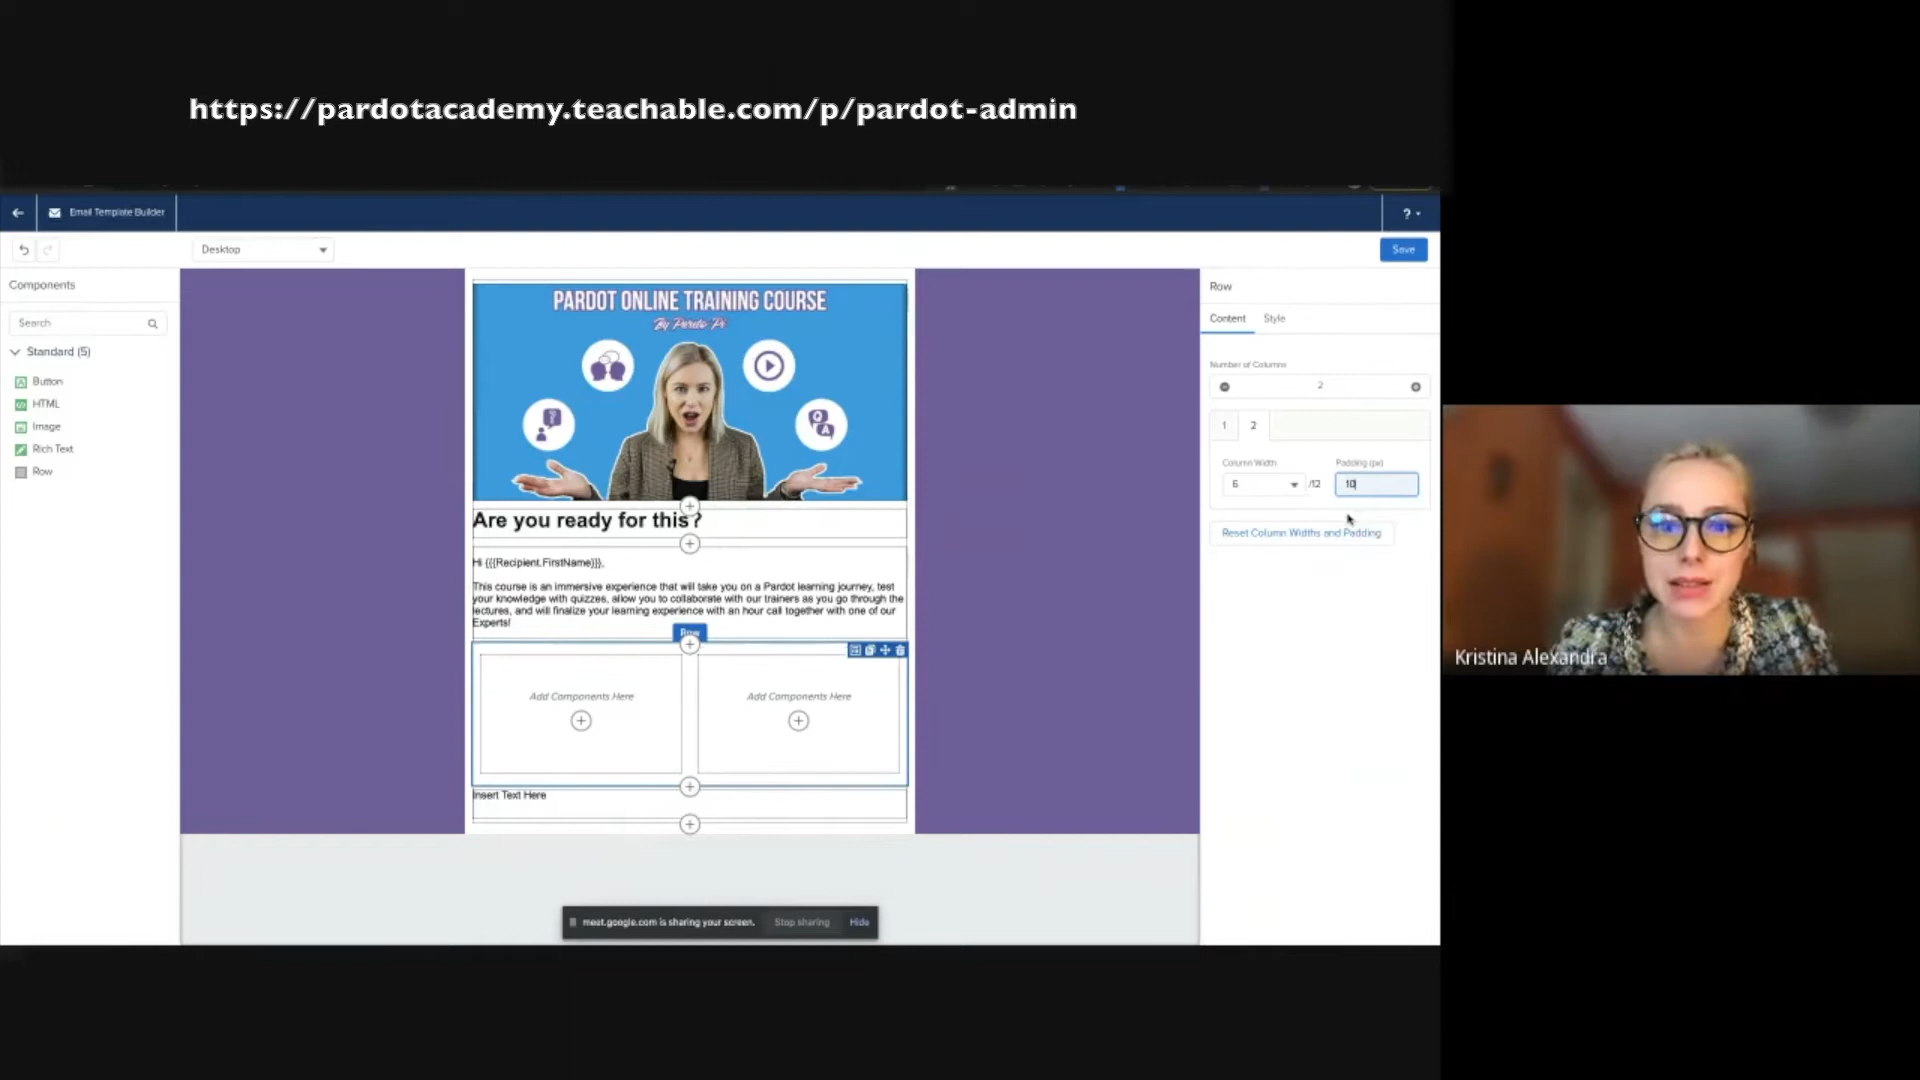 https://pardotacademy.teachable.com/p/pardot-admin
Email Template Builder
?
Desktop
Save
Components
Search
Standard (5)
Button
HTML
Image
Rich Text
Row
PARDOT ONLINE TRAINING COURSE
By Pardo Pi
Q
A
Are you ready for this?
Hi {{{Recipient.FirstName}}},
This course is an immersive experience that will take you on a Pardot learning journey, test
your knowledge with quizzes, allow you to collaborate with our trainers as you go through the
lectures, and will finalize your learning experience with an hour call together with one of our
Experts!
Row
Add Components Here
Add Components Here
Insert Text Here
Row
Content
Style
Number of Columns
2
1
2
Column Width
Padding (px)
6
/12
10
Reset Column Widths and Padding
meet.google.com is sharing your screen.
Stop sharing
Hide
Kristina Alexandra